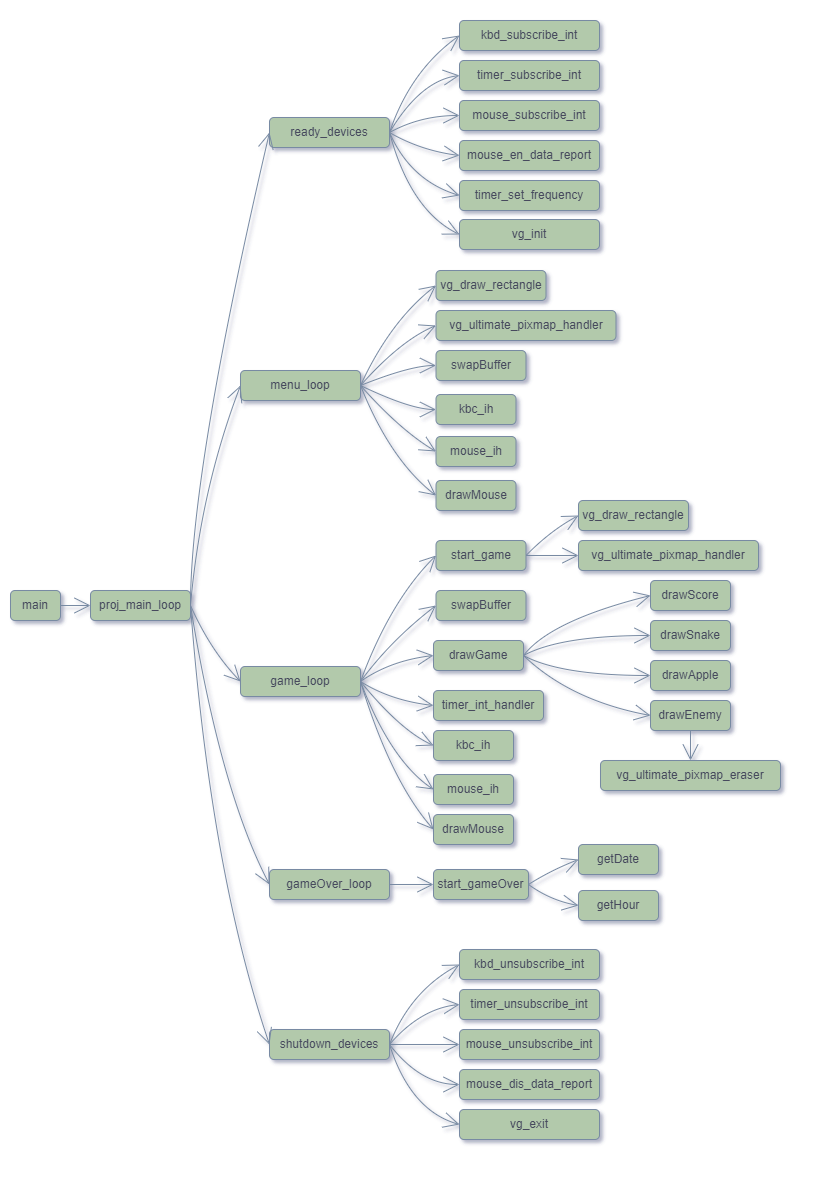 kbd_subscribe_int
timer_subscribe_int
mouse_subscribe_int
ready_devices
mouse_en_data_report
timer_set_frequency
vg_init
vg_draw_rectangle
vg_ultimate_pixmap_handler
swapBuffer
menu_loop
kbc_ih
mouse_ih
drawMouse
vg_draw_rectangle
start_game
vg_ultimate_pixmap_handler
main
proj_main_loop
swapBuffer
drawScore
drawSnake
drawGame
drawApple
game_loop
timer_int_handler
drawEnemy
kbc_ih
vg_ultimate_pixmap_eraser
mouse_ih
drawMouse
getDate
gameOver_loop
start_gameOver
getHour
kbd_unsubscribe_int
timer_unsubscribe_int
shutdown_devices
mouse_unsubscribe_int
mouse_dis_data_report
vg_exit